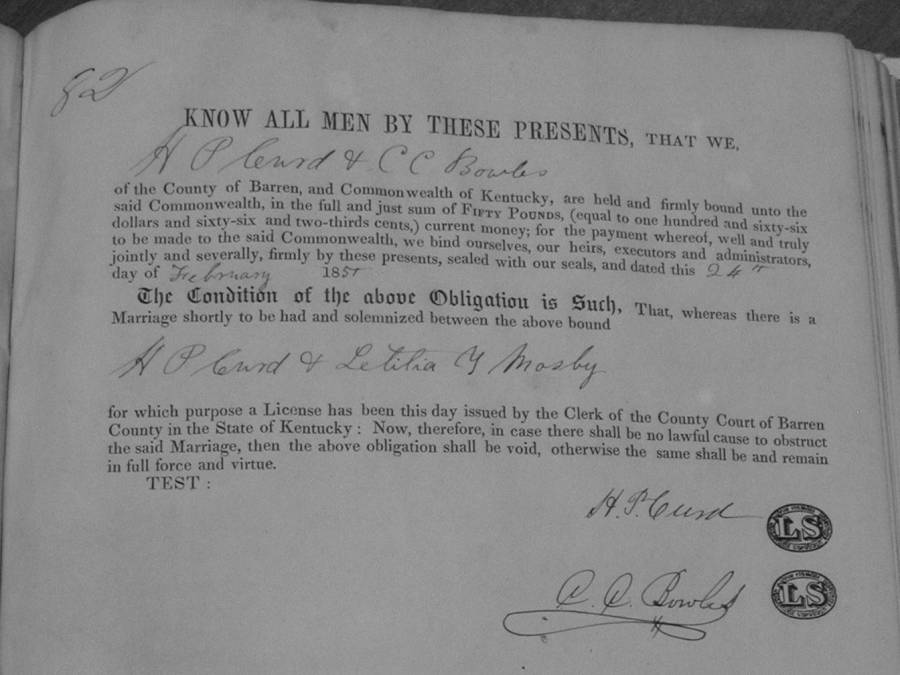 82
KNOW ALL MEN BY THESE PRESENTS, THAT WE,
H P Curd & C C Bowles
of the County of Barren, and Commonwealth of Kentucky, are held and firmly bound unto the
said Commonwealth, in the full and just sum of FIFTY POUNDS, (equal to one hundred and sixty-six
dollars and sixty-six and two-thirds cents,) current money; for the payment whereof, well and truly
to be made to the said Commonwealth, we bind ourselves, our heirs, executors and administrators,
jointly and severally, firmly by these presents, sealed with our seals, and dated this 24th
day of February 185
The Condition of the above Obligation is Such, That, whereas there is a
Marriage shortly to be had and solemnized between the above bound
H P Curd & Letitia Y Mosby
for which purpose a License has been this day issued by the Clerk of the County Court of Barren
County in the State of Kentucky: Now, therefore, in case there shall be no lawful cause to obstruct
the said Marriage, then the above obligation shall be void, otherwise the same shall be and remain
in full force and virtue.
TEST:
H. P. Curd
LS
C. C. Bowles
LS